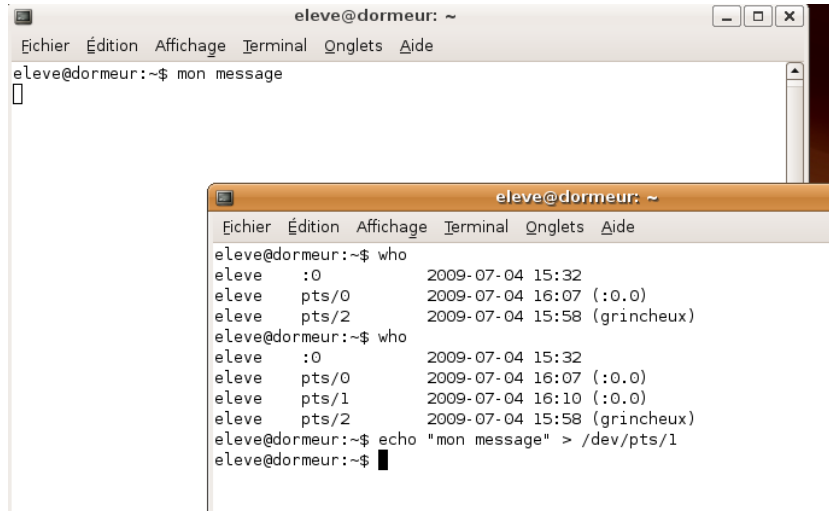 eleve@dormeur: ~
Fichier Édition Affichage Terminal Onglets Aide
eleve@dormeur:~$ mon message
eleve@dormeur: ~
Fichier Édition Affichage Terminal Onglets Aide
eleve@dormeur:~$ who
eleve :0 2009-07-04 15:32
eleve pts/0 2009-07-04 16:07 (:0.0)
eleve pts/2 2009-07-04 15:58 (grincheux)
eleve@dormeur:~$ who
eleve :0 2009-07-04 15:32
eleve pts/0 2009-07-04 16:07 (:0.0)
eleve pts/1 2009-07-04 16:10 (:0.0)
eleve pts/2 2009-07-04 15:58 (grincheux)
eleve@dormeur:~$ echo "mon message" > /dev/pts/1
eleve@dormeur:~$